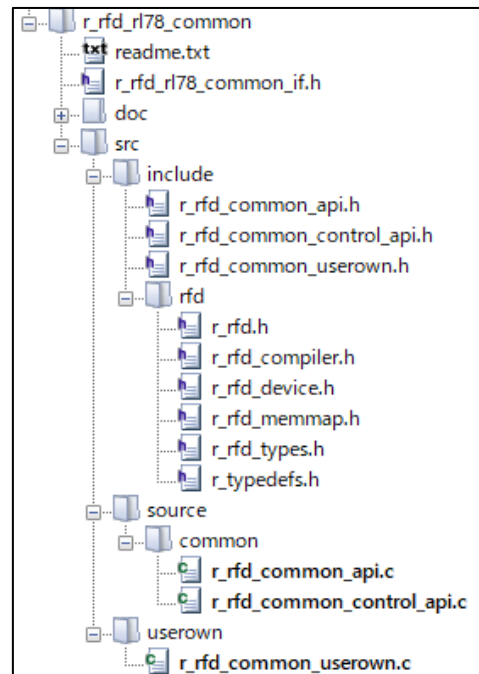 r_rfd_rl78_common
readme.txt
r_rfd_rl78_common_if.h
doc
src
include
r_rfd_common_api.h
r_rfd_common_control_api.h
r_rfd_common_userown.h
rfd
r_rfd.h
r_rfd_compiler.h
r_rfd_device.h
r_rfd_memmap.h
r_rfd_types.h
r_typedefs.h
source
common
r_rfd_common_api.c
r_rfd_common_control_api.c
userown
r_rfd_common_userown.c